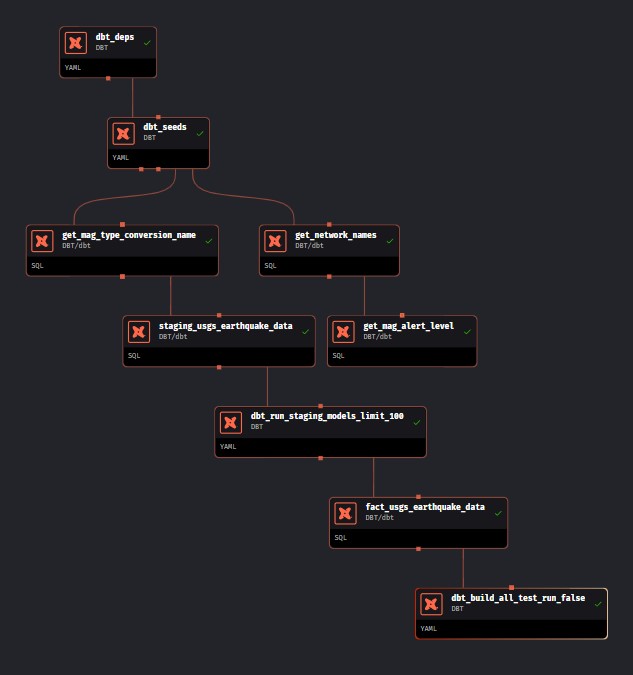 dbt_deps
DBT
YAML
dbt_seeds
DBT
YAML
get_mag_type_conversion_name
DBT/dbt
SQL
get_network_names
DBT/dbt
SQL
staging_usgs_earthquake_data
DBT/dbt
SQL
get_mag_alert_level
DBT/dbt
SQL
dbt_run_staging_models_limit_100
DBT
YAML
fact_usgs_earthquake_data
DBT/dbt
SQL
dbt_build_all_test_run_false
DBT
YAML